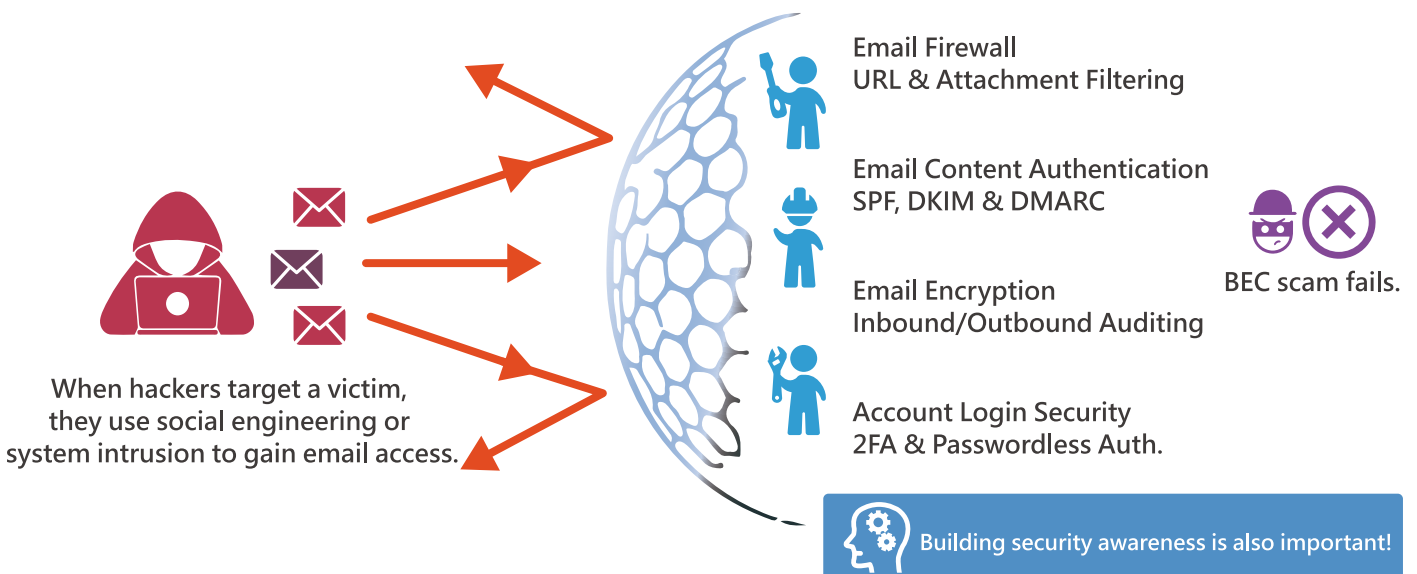 When hackers target a victim,
they use social engineering or
system intrusion to gain email access.
Email Firewall
URL & Attachment Filtering
Email Content Authentication
SPF, DKIM & DMARC
Email Encryption
Inbound/Outbound Auditing
Account Login Security
2FA & Passwordless Auth.
BEC scam fails.
Building security awareness is also important!